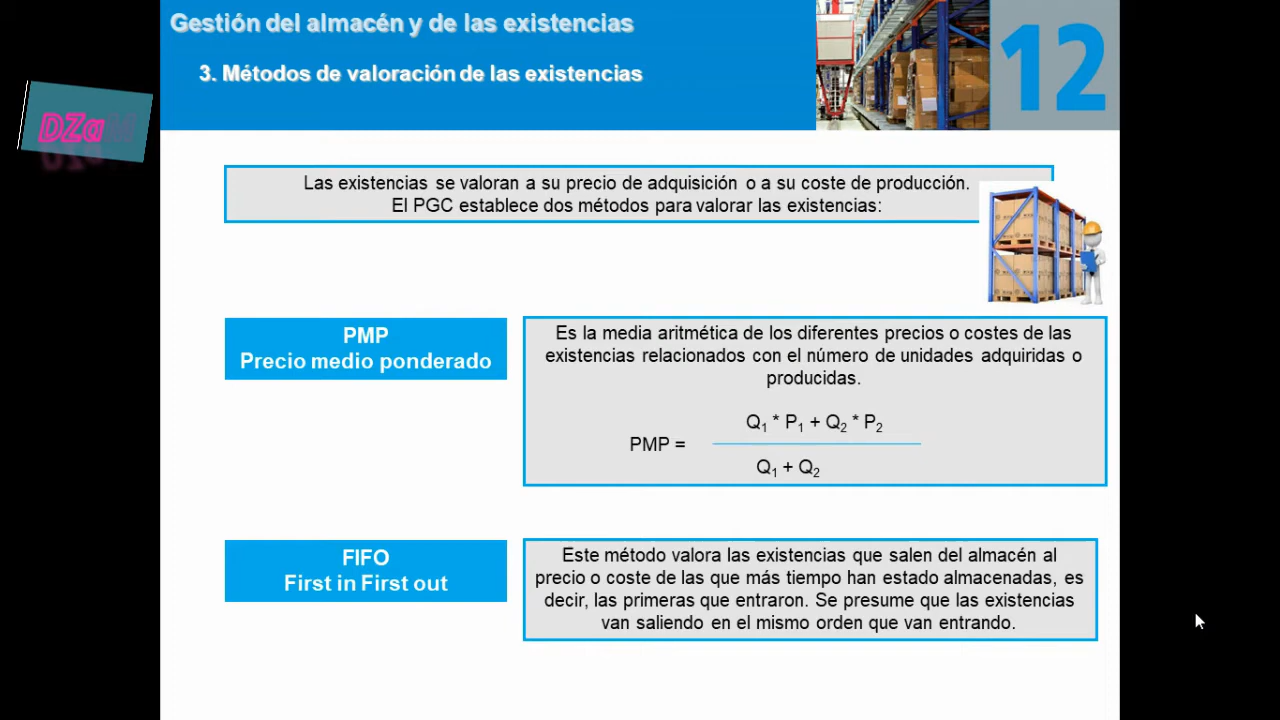 Gestión del almacén y de las existencias
3. Métodos de valoración de las existencias
12
DZaM
Las existencias se valoran a su precio de adquisición o a su coste de producción.
El PGC establece dos métodos para valorar las existencias:
PMP
Precio medio ponderado
Es la media aritmética de los diferentes precios o costes de las
existencias relacionados con el número de unidades adquiridas o
producidas.
Q₁ * P₁ + Q₂ * P₂
PMP =
Q₁ + Q₂
FIFO
First in First out
Este método valora las existencias que salen del almacén al
precio o coste de las que más tiempo han estado almacenadas, es
decir, las primeras que entraron. Se presume que las existencias
van saliendo en el mismo orden que van entrando.